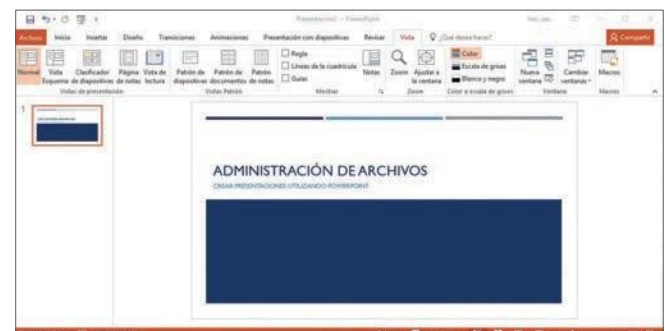 Presentación2 - PowerPoint
Archivo Inicio Insertar Diseño Transiciones Animaciones Presentación con diapositivas Revisar Vista ¿Qué desea hacer? Compartir
Normal Vista Esquema Clasificador de diapositivas Página de notas Vista de lectura Patrón de diapositivas Patrón de documentos Patrón de notas Regla Líneas de la cuadrícula Guías Notas Zoom Ajustar a la ventana Color Escala de grises Blanco y negro Nueva ventana Cambiar ventanas Macros
Vistas de presentación Vistas Patrón Mostrar Zoom Color o escala de grises Ventana Macros
1
ADMINISTRACIÓN DE ARCHIVOS
CREAR PRESENTACIONES UTILIZANDO POWERPOINT